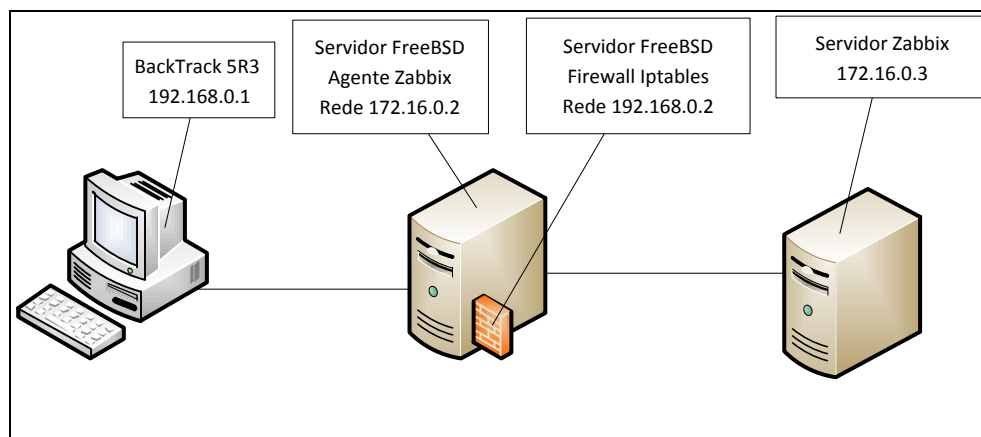 BackTrack 5R3
192.168.0.1
Servidor FreeBSD
Agente Zabbix
Rede 172.16.0.2
Servidor FreeBSD
Firewall Iptables
Rede 192.168.0.2
Servidor Zabbix
172.16.0.3